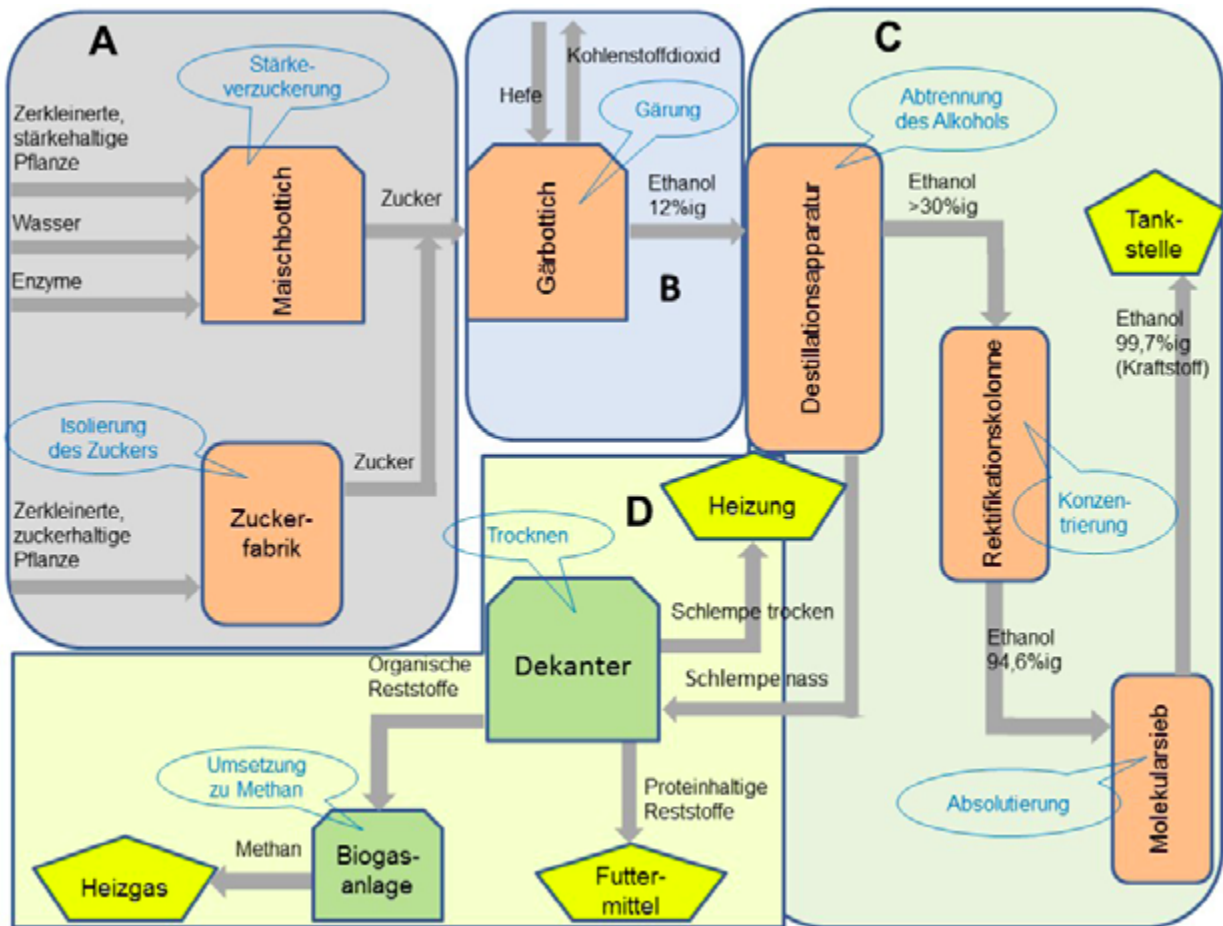 A
Stärke-
verzuckerung
Zerkleinerte,
stärkehaltige
Pflanze
Wasser
Enzyme
Maischbottich
Zucker
Isolierung
des Zuckers
Zerkleinerte,
zuckerhaltige
Pflanze
Zucker-
fabrik
Zucker
Hefe
Kohlenstoffdioxid
Gärung
Gärbottich
Ethanol
12%ig
B
C
Abtrennung
des Alkohols
Destillationsapparatur
Ethanol
>30%ig
Rektifikationskolonne
Konzen-
trierung
Ethanol
94,6%ig
Molekularsieb
Absolutierung
Ethanol
99,7%ig
(Kraftstoff)
Tank-
stelle
D
Heizung
Trocknen
Dekanter
Schlempe trocken
Schlempe nass
Organische
Reststoffe
Umsetzung
zu Methan
Biogas-
anlage
Methan
Heizgas
Proteinhaltige
Reststoffe
Futter-
mittel